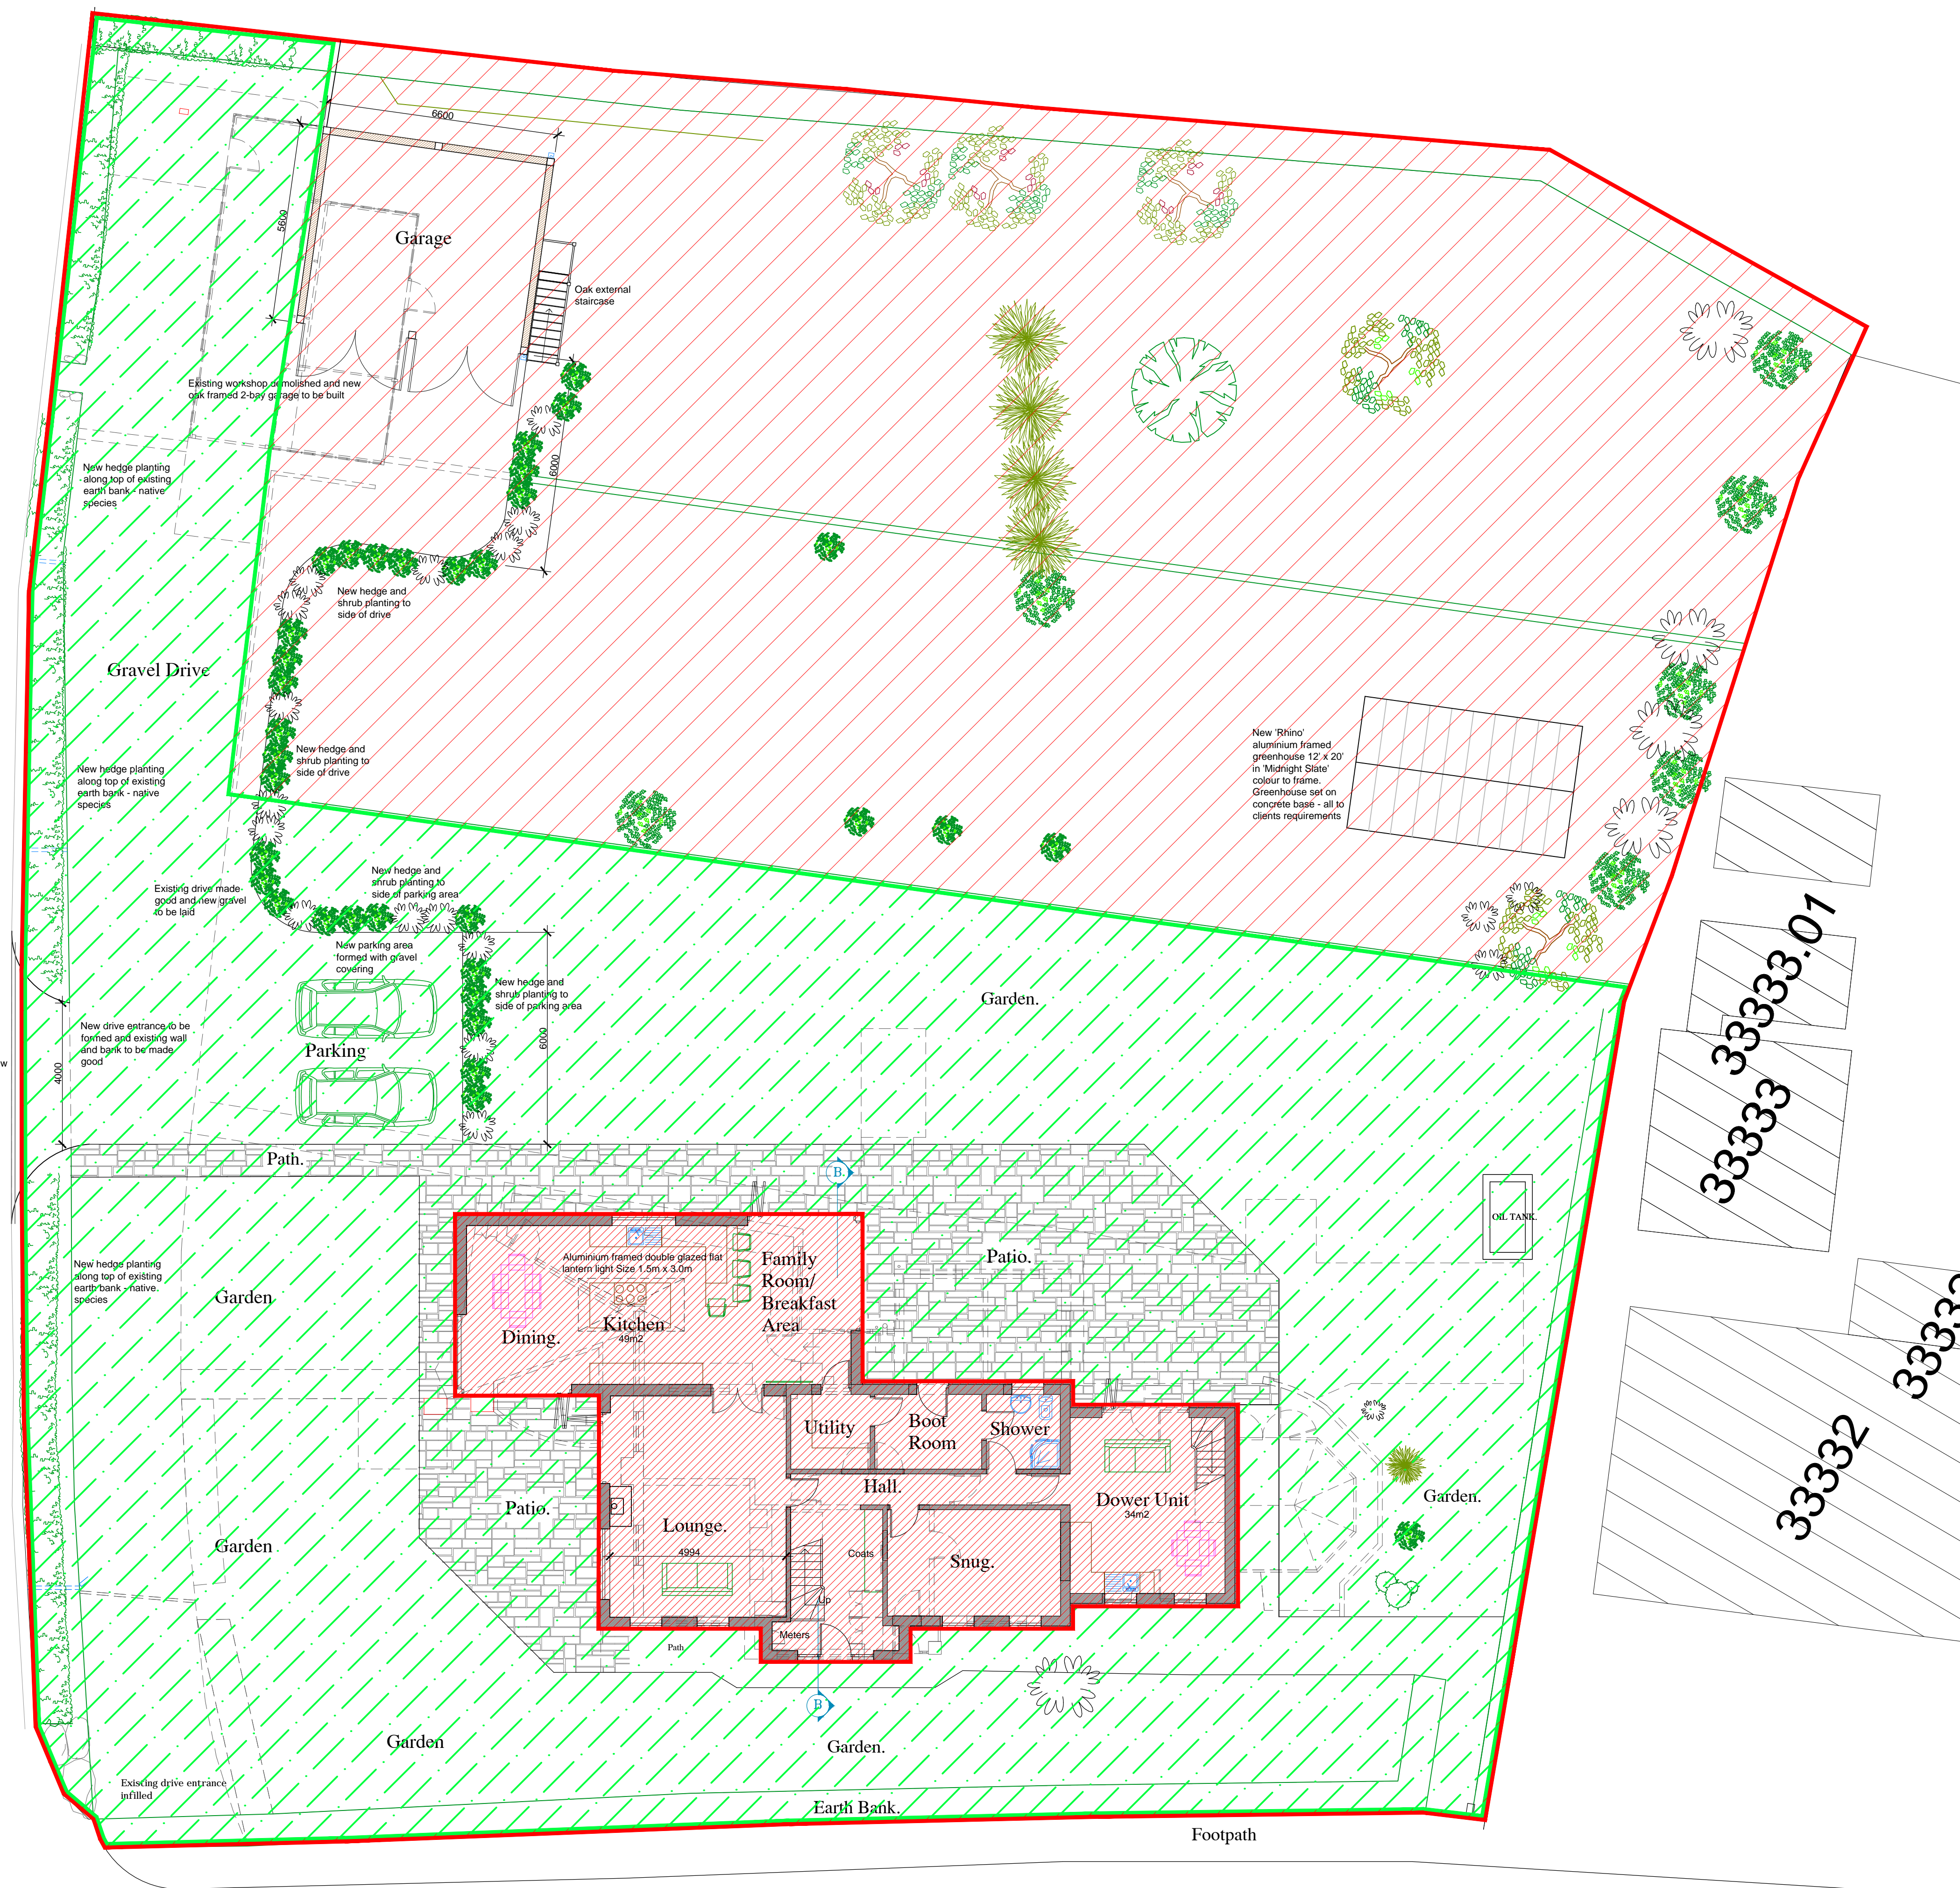 6600
5600
Garage
Oak external
staircase
Existing workshop demolished and new
oak framed 2-bay garage to be built
6000
New hedge planting
along top of existing
earth bank - native
species
New hedge and
shrub planting to
side of drive
Gravel Drive
New hedge and
shrub planting to
side of drive
New 'Rhino'
aluminium framed
greenhouse 12' x 20'
in 'Midnight Slate'
colour to frame.
Greenhouse set on
concrete base - all to
clients requirements
New hedge planting
along top of existing
earth bank - native
species
Existing drive made
good and new gravel
to be laid
New hedge and
shrub planting to
side of parking area
New parking area
formed with gravel
covering
New hedge and
shrub planting to
side of parking area
Garden.
33333.01
New drive entrance to be
formed and existing wall
and bank to be made
good
Parking
6000
4000
w
33333
Path.
B
OIL TANK.
Patio.
Aluminium framed double glazed flat
lantern light Size 1.5m x 3.0m
Family
Room/
Breakfast
Area
Kitchen
49m2
Dining.
New hedge planting
along top of existing
earth bank - native
species
Garden
Utility
Boot
Room
Shower
Hall.
Dower Unit
34m2
Garden.
33332
Patio.
Lounge.
4994
Coats
Snug.
Garden
Up
Meters
Path
B
Garden
Garden.
Existing drive entrance
infilled
Earth Bank.
Footpath